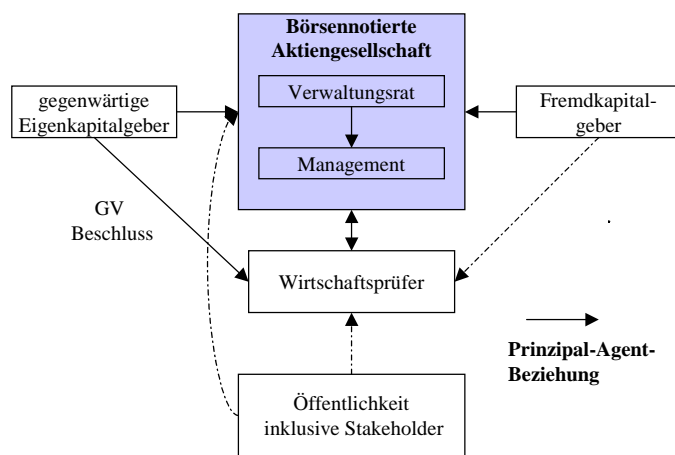 Börsennotierte
Aktiengesellschaft
Verwaltungsrat
gegenwärtige
Eigenkapitalgeber
Fremdkapital-
geber
Management
GV
Beschluss
Wirtschaftsprüfer
Prinzipal-Agent-
Beziehung
Öffentlichkeit
inklusive Stakeholder